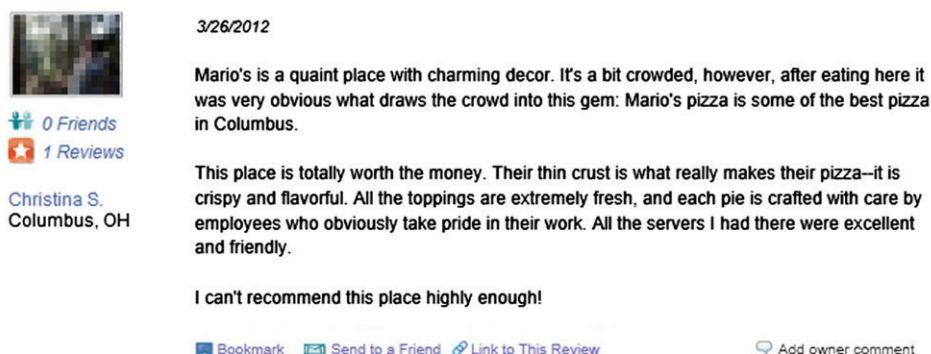 3/26/2012
Mario's is a quaint place with charming decor. It's a bit crowded, however, after eating here it
was very obvious what draws the crowd into this gem: Mario's pizza is some of the best pizza
in Columbus.
0 Friends
1 Reviews
This place is totally worth the money. Their thin crust is what really makes their pizza--it is
crispy and flavorful. All the toppings are extremely fresh, and each pie is crafted with care by
employees who obviously take pride in their work. All the servers I had there were excellent
and friendly.
Christina S.
Columbus, OH
I can't recommend this place highly enough!
Bookmark Send to a Friend Link to This Review Add owner comment